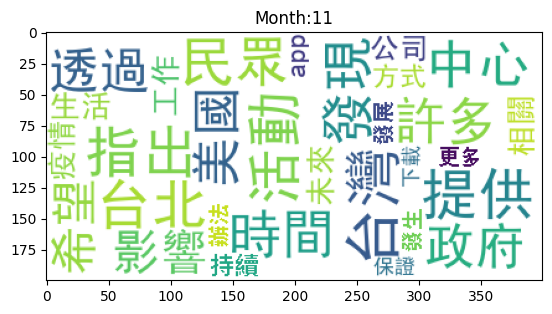 Month:11
透過
工作
民眾
app
發現
公司
方式
中心
生活
美國
活動
發展
許多
相關
疫情
指出
未來
台灣
下載
更多
希望
台北
辦法
時間
發生
提供
影響
持續
保證
政府
0
25
50
75
100
125
150
175
0
50
100
150
200
250
300
350